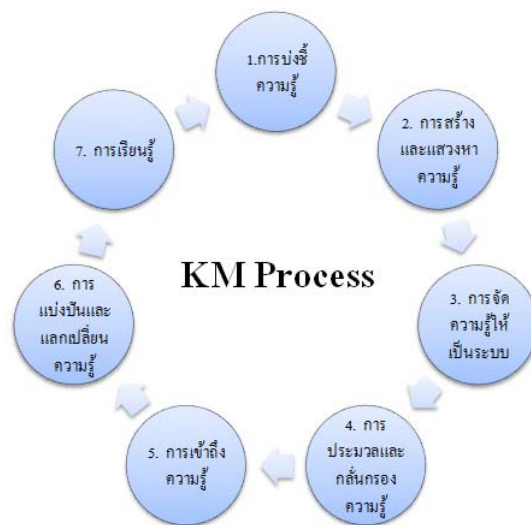 1.การบ่งชี้
ความรู้
2. การสร้าง
และแสวงหา
ความรู้
3. การจัด
ความรู้ให้
เป็นระบบ
4. การ
ประมวลและ
กลั่นกรอง
ความรู้
5. การเข้าถึง
ความรู้
6. การ
แบ่งปันและ
แลกเปลี่ยน
ความรู้
7. การเรียนรู้
KM Process